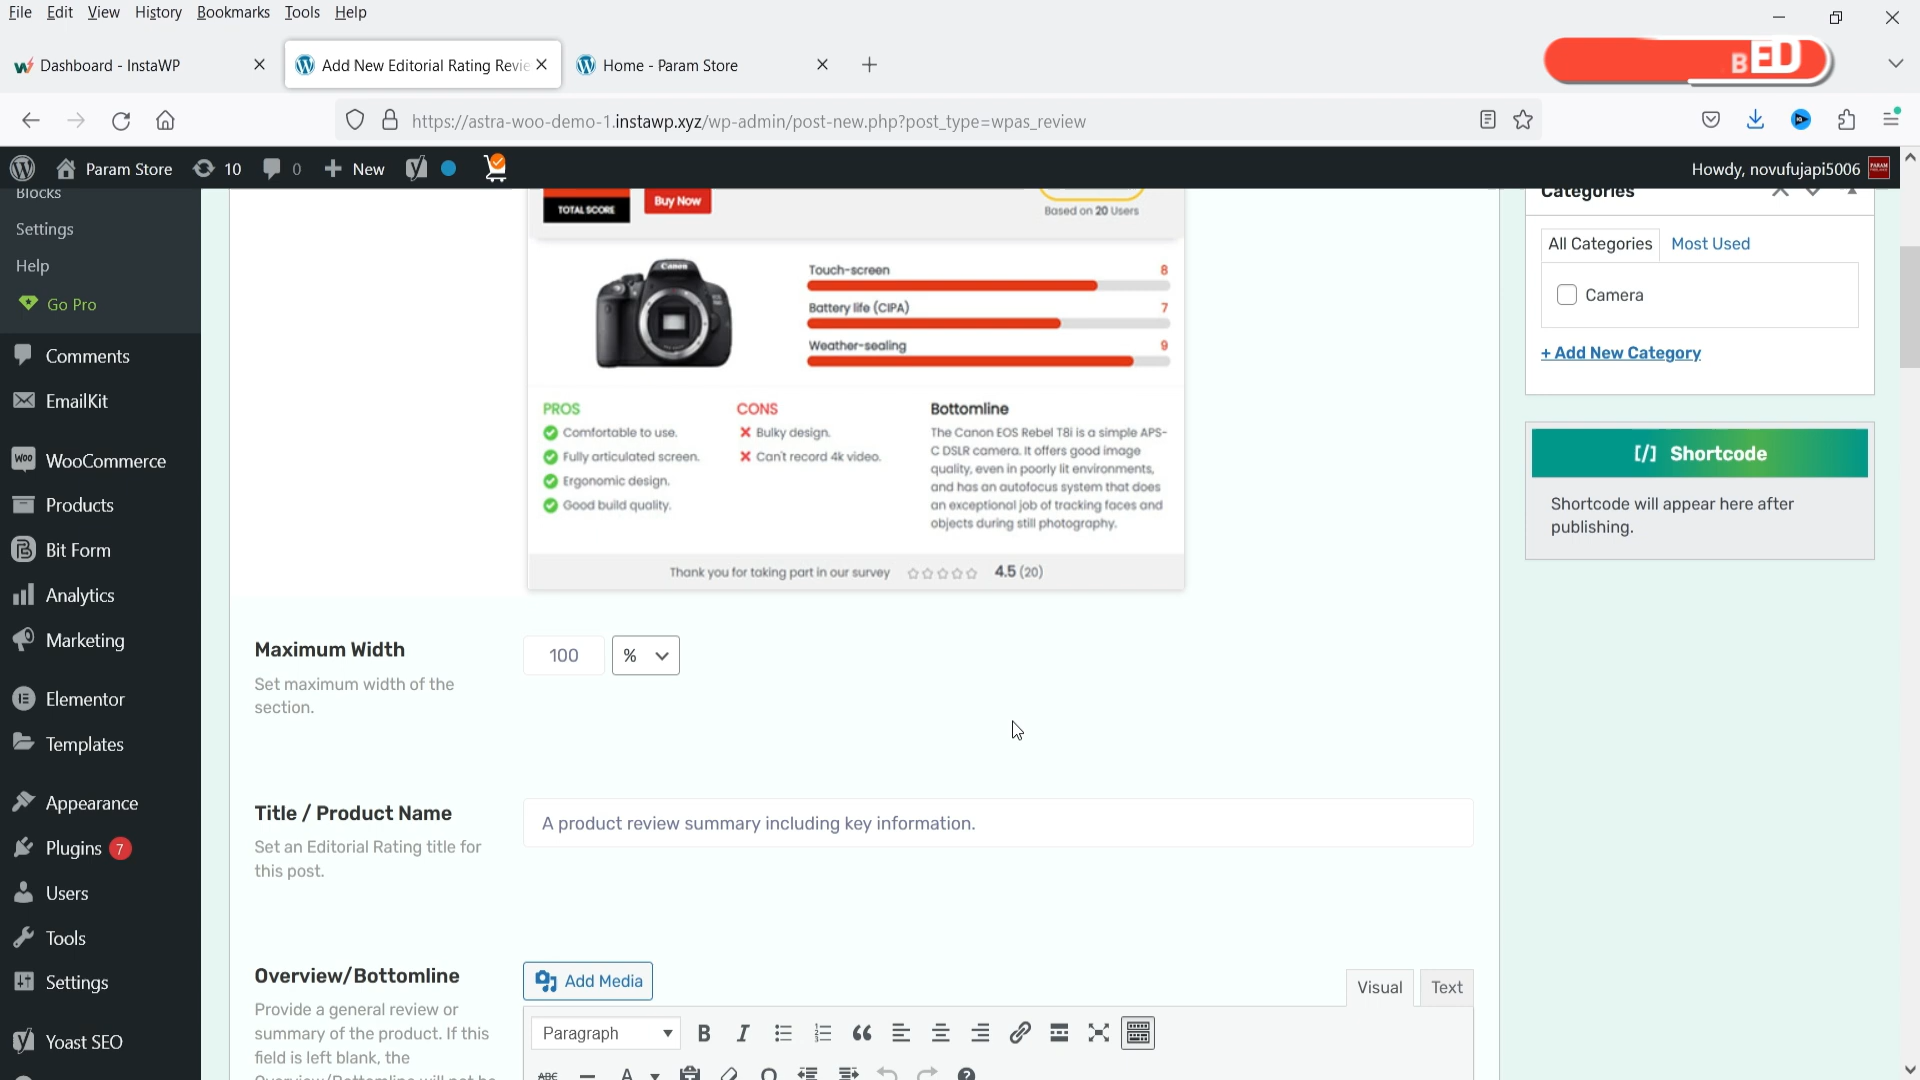 File Edit View History Bookmarks Tools Help
Dashboard - InstaWP
Add New Editorial Rating Revie
Home - Param Store
BED
https://astra-woo-demo-1.instawp.xyz/wp-admin/post-new.php?post_type=wpas_review
Param Store 10 0 New
Howdy, novufujapi5006
Blocks
Settings
Help
Go Pro
Comments
EmailKit
WooCommerce
Products
Bit Form
Analytics
Marketing
Elementor
Templates
Appearance
Plugins 7
Users
Tools
Settings
Yoast SEO
TOTAL SCORE
Buy Now
Based on 20 Users
Canon
Touch-screen 8
Battery life (CIPA) 7
Weather-sealing 9
PROS
Comfortable to use.
Fully articulated screen.
Ergonomic design.
Good build quality.
CONS
Bulky design.
Can't record 4k video.
Bottomline
The Canon EOS Rebel T8i is a simple APS-
C DSLR camera. It offers good image
quality, even in poorly lit environments,
and has an autofocus system that does
an exceptional job of tracking faces and
objects during still photography.
Thank you for taking part in our survey 4.5 (20)
Maximum Width
Set maximum width of the
section.
100 %
Title / Product Name
Set an Editorial Rating title for
this post.
A product review summary including key information.
Overview/Bottomline
Provide a general review or
summary of the product. If this
field is left blank, the
Overview/Bottomline will not be
Add Media
Visual Text
Paragraph
Categories
All Categories Most Used
Camera
+ Add New Category
[/] Shortcode
Shortcode will appear here after
publishing.